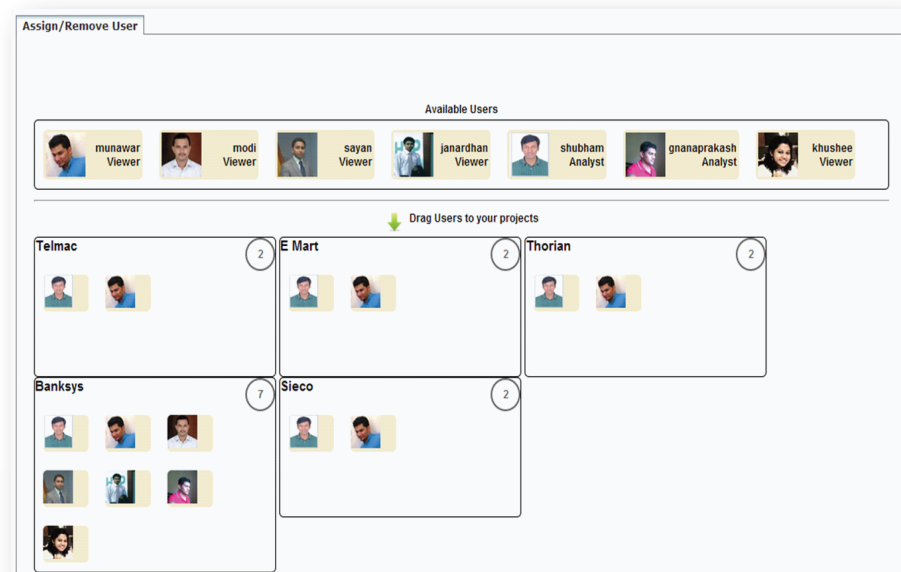 Assign/Remove User
Available Users
munawar
Viewer
modi
Viewer
sayan
Viewer
janardhan
Viewer
shubham
Analyst
gnanaprakash
Analyst
khushee
Viewer
Drag Users to your projects
Telmac 2
E Mart 2
Thorian 2
Banksys 7
Sieco 2